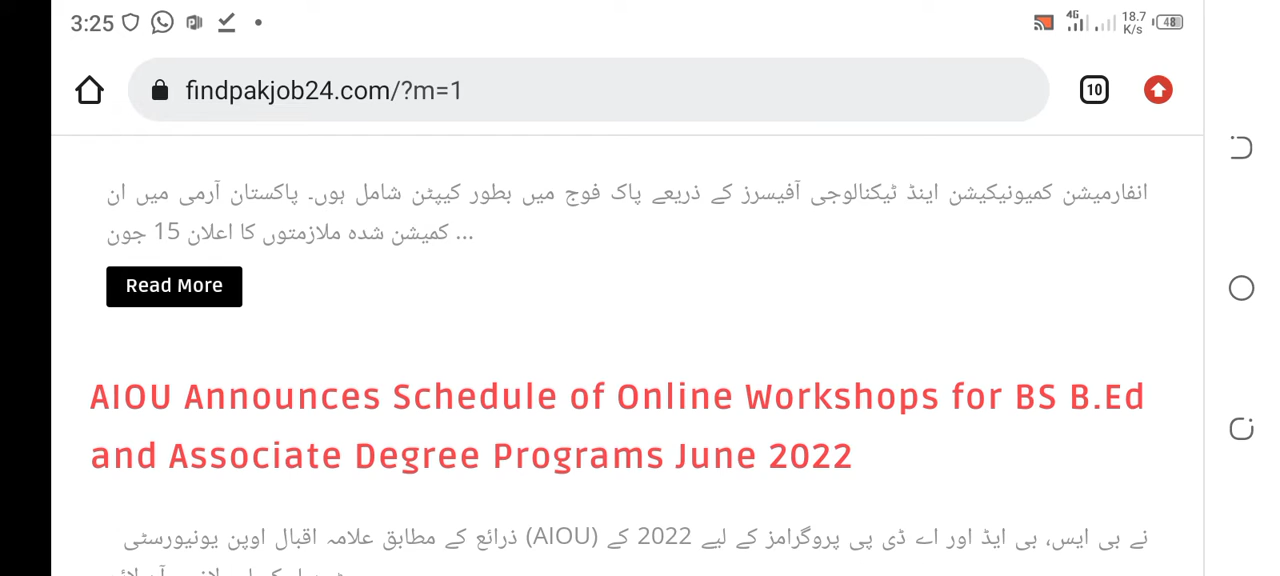 3:25
4G 18.7 K/s 48
findpakjob24.com/?m=1
10
انفارمیشن کمیونیکیشن اینڈ ٹیکنالوجی آفیسرز کے ذریعے پاک فوج میں بطور کیپٹن شامل ہوں۔ پاکستان آرمی میں ان
کمیشن شدہ ملازمتوں کا اعلان 15 جون ...
Read More
AIOU Announces Schedule of Online Workshops for BS B.Ed
and Associate Degree Programs June 2022
نے بی ایس، بی ایڈ اور اے ڈی پی پروگرامز کے لیے 2022 کے (AIOU) ذرائع کے مطابق علامہ اقبال اوپن یونیورسٹی